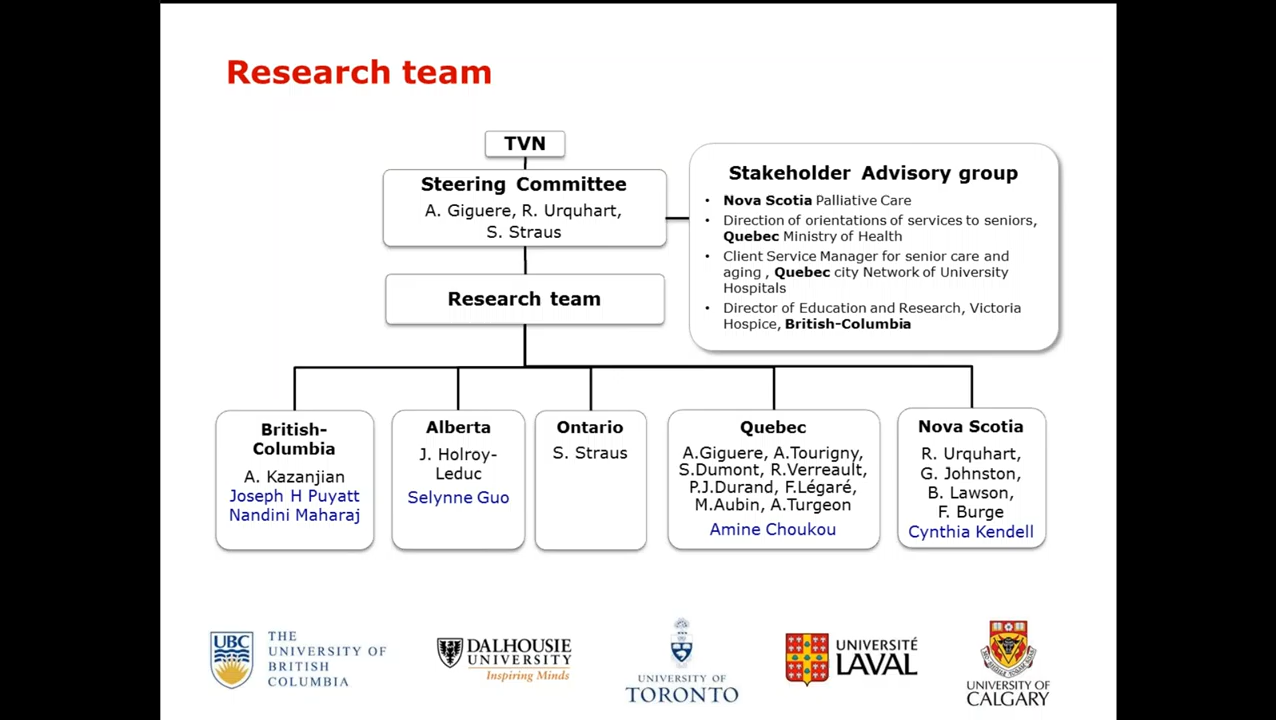 Research team
TVN
Steering Committee
A. Giguere, R. Urquhart,
S. Straus
Stakeholder Advisory group
• Nova Scotia Palliative Care
• Direction of orientations of services to seniors,
Quebec Ministry of Health
• Client Service Manager for senior care and
aging , Quebec city Network of University
Hospitals
• Director of Education and Research, Victoria
Hospice, British-Columbia
Research team
British-
Columbia
A. Kazanjian
Joseph H Puyatt
Nandini Maharaj
Alberta
J. Holroy-
Leduc
Selynne Guo
Ontario
S. Straus
Quebec
A.Giguere, A.Tourigny,
S.Dumont, R.Verreault,
P.J.Durand, F.Légaré,
M.Aubin, A.Turgeon
Amine Choukou
Nova Scotia
R. Urquhart,
G. Johnston,
B. Lawson,
F. Burge
Cynthia Kendell
UBC
THE
UNIVERSITY OF
BRITISH
COLUMBIA
DALHOUSIE
UNIVERSITY
Inspiring Minds
UNIVERSITY OF
TORONTO
UNIVERSITÉ
LAVAL
UNIVERSITY OF
CALGARY